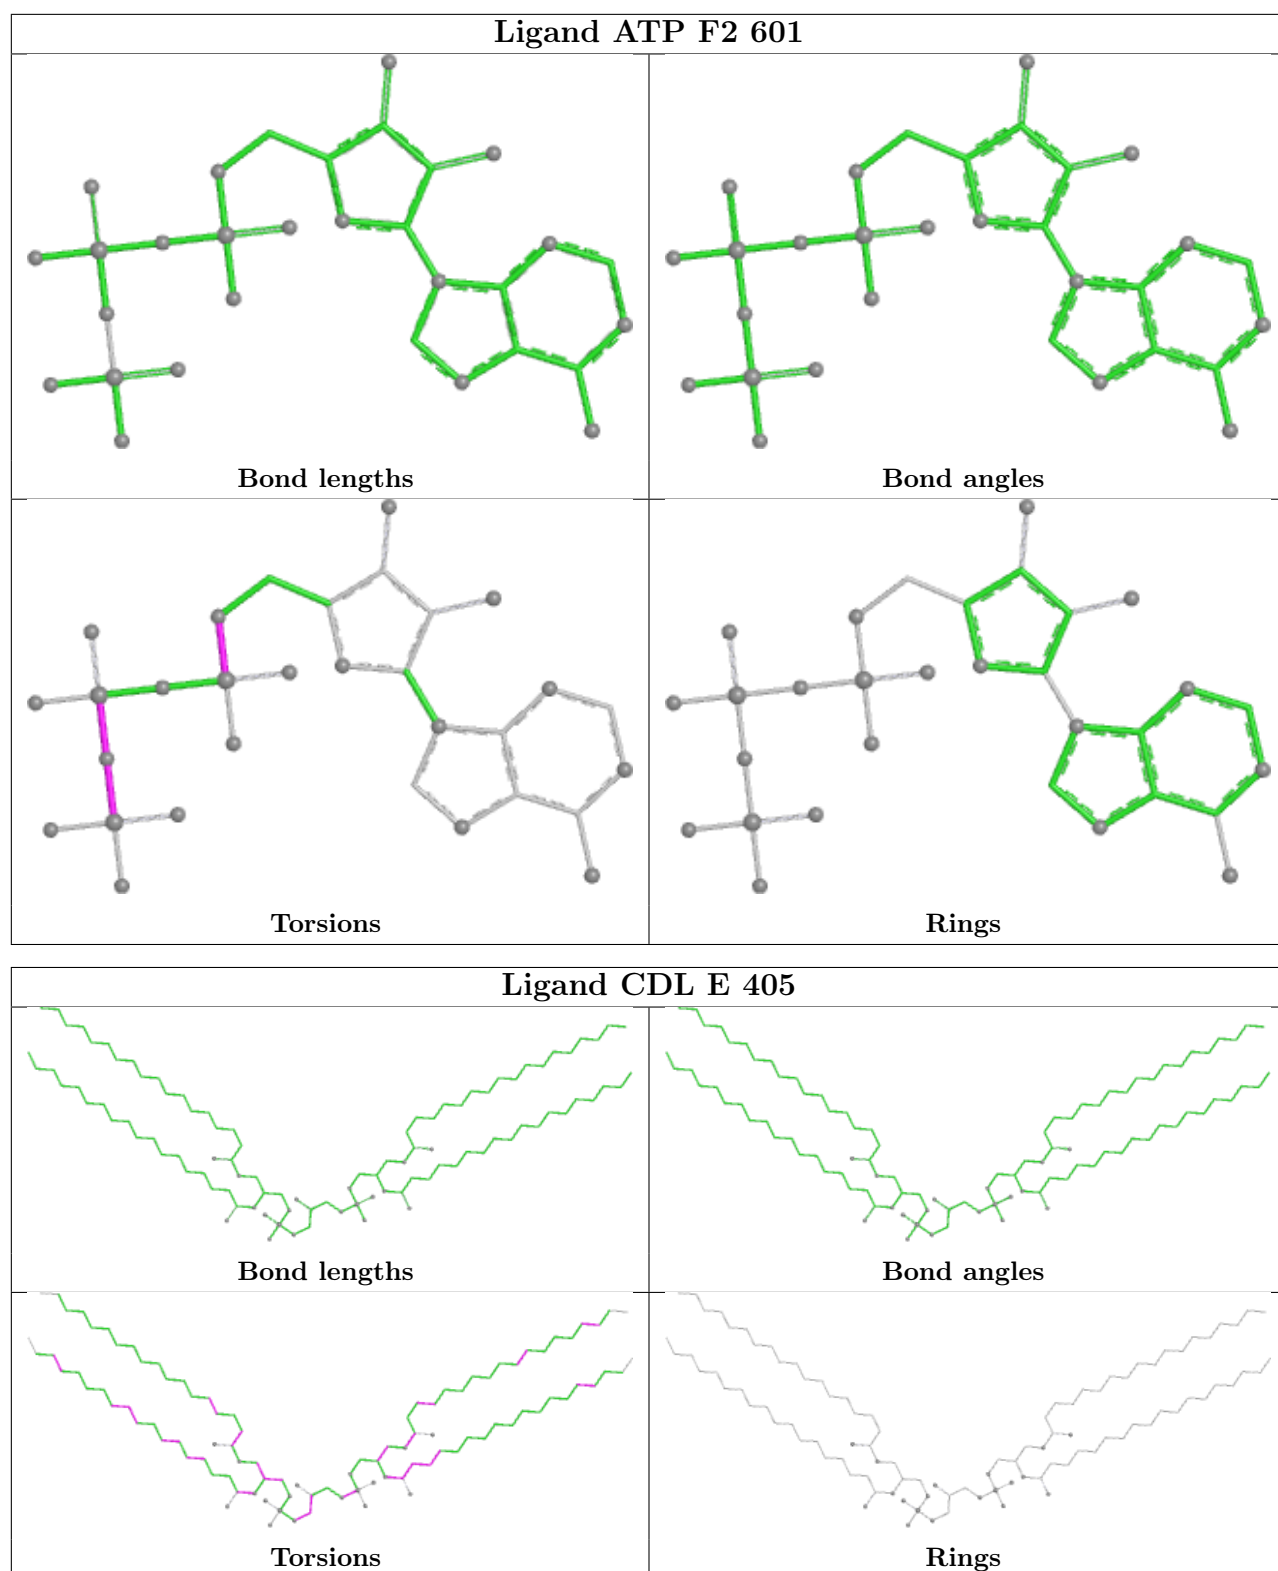 Ligand ATP F2 601
Bond lengths
Bond angles
Torsions
Rings
Ligand CDL E 405
Bond lengths
Bond angles
Torsions
Rings